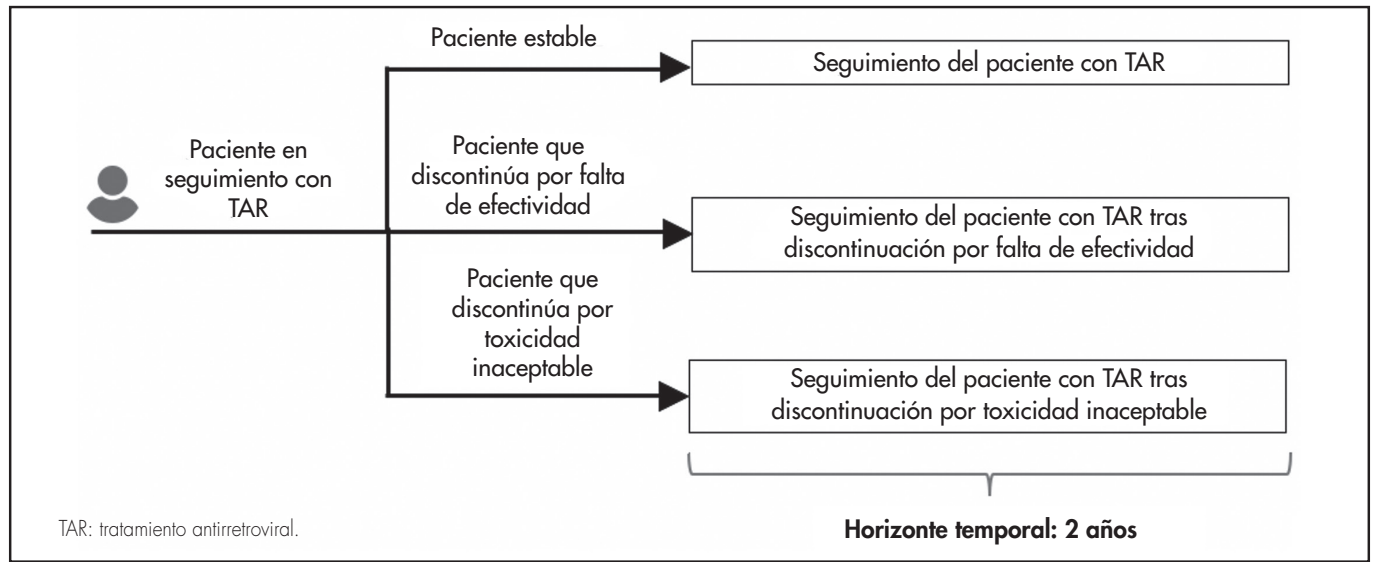 Paciente estable
Seguimiento del paciente con TAR
Paciente en
seguimiento con
TAR
Paciente que
discontinúa por falta
de efectividad
Seguimiento del paciente con TAR tras
discontinuación por falta de efectividad
Paciente que
discontinúa por
toxicidad
inaceptable
Seguimiento del paciente con TAR tras
discontinuación por toxicidad inaceptable
TAR: tratamiento antirretroviral.
Horizonte temporal: 2 años